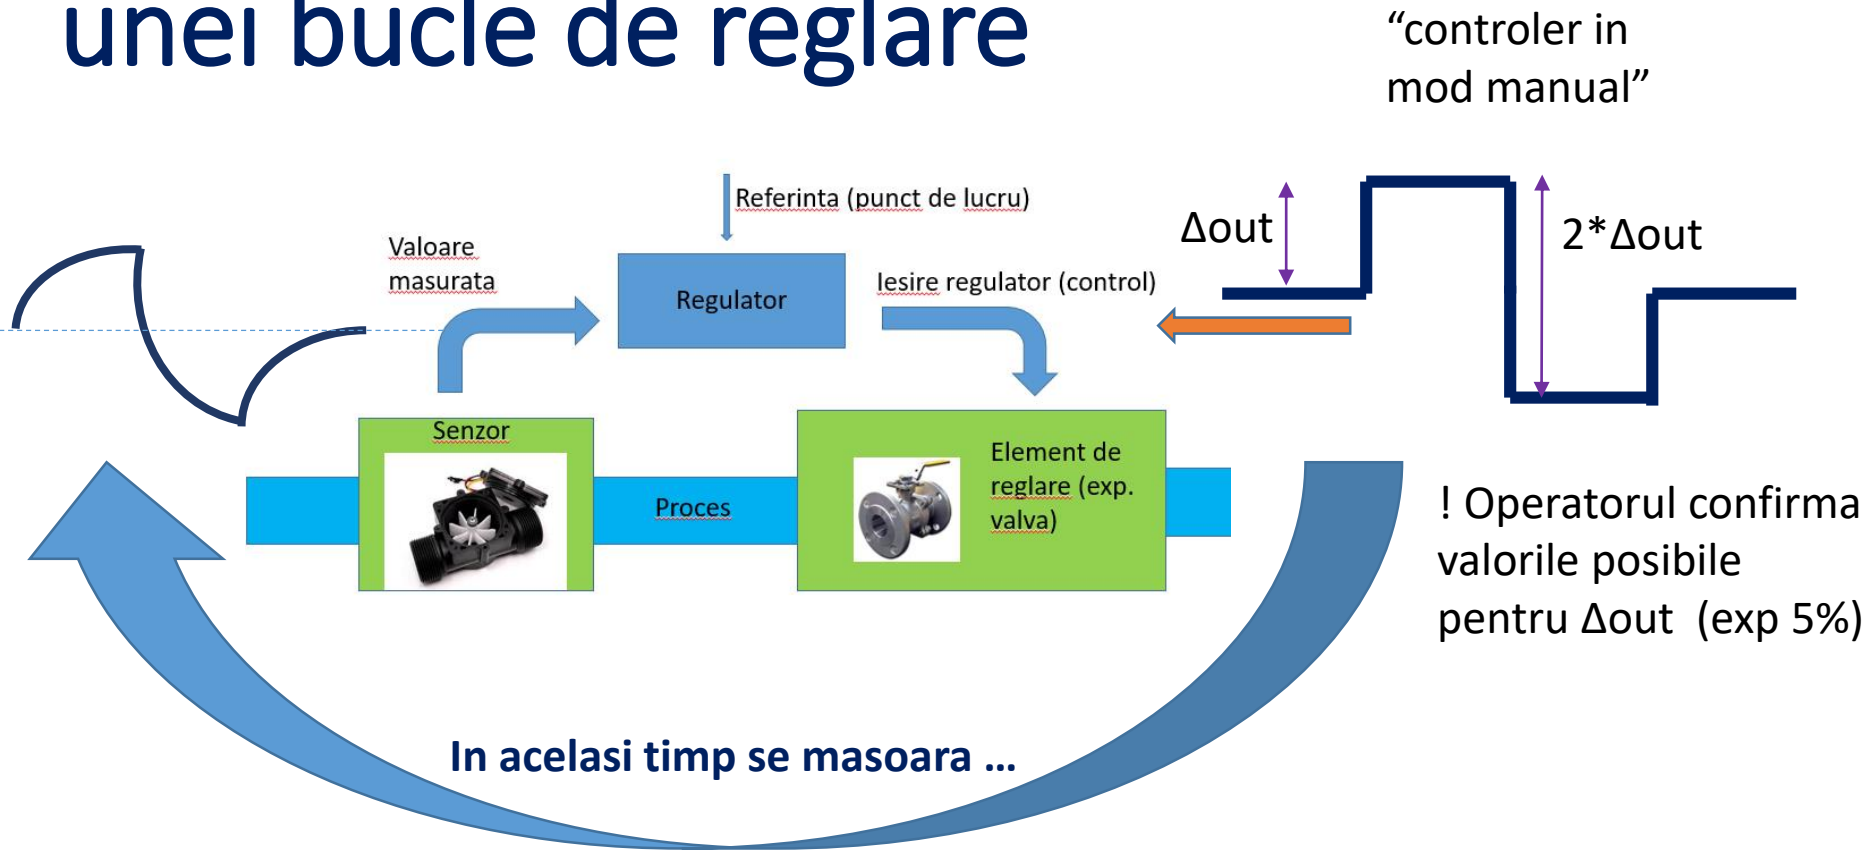 unei bucle de reglare
“controler in
mod manual”
Referinta (punct de lucru)
Δout
2*Δout
Valoare
masurata
Iesire regulator (control)
Regulator
Senzor
Element de
reglare (exp.
valva)
Proces
! Operatorul confirma
valorile posibile
pentru Δout (exp 5%)
In acelasi timp se masoara ...